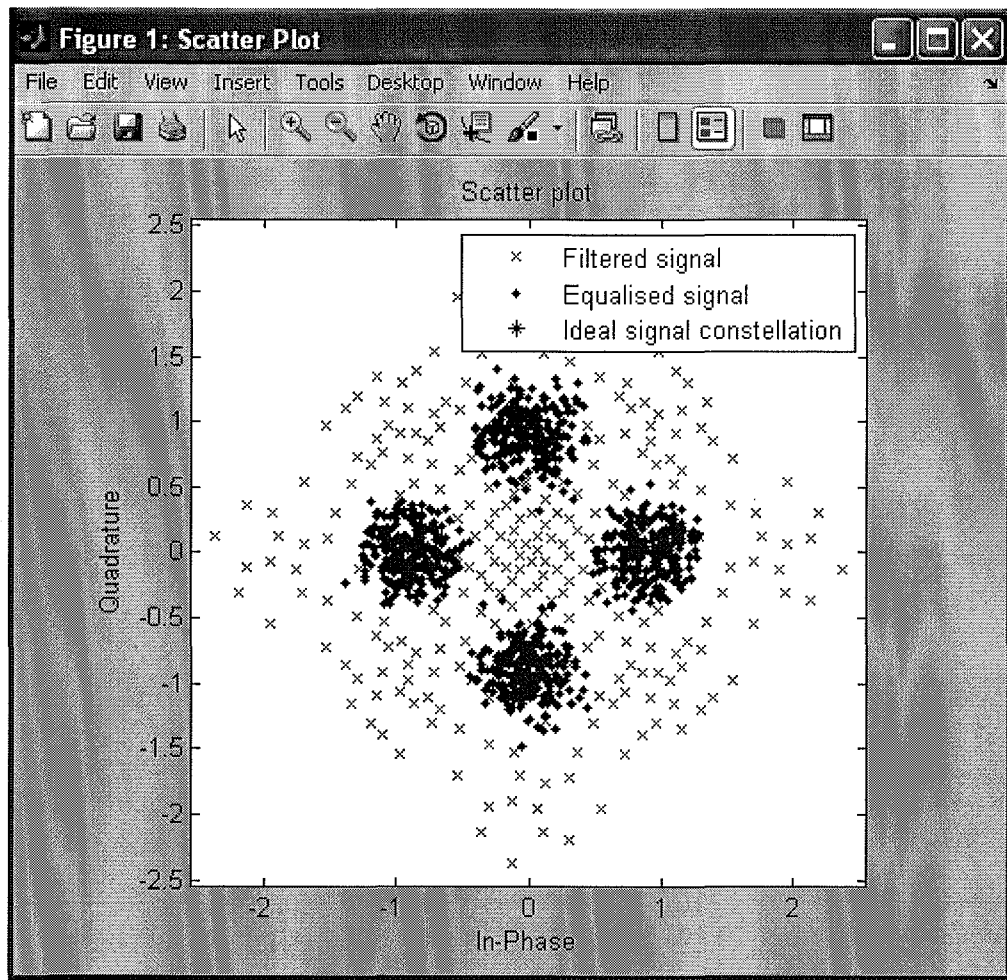 Figure 1: Scatter Plot
File Edit View Insert Tools Desktop Window Help
Scatter plot
Filtered signal
Equalised signal
Ideal signal constellation
2.5
2
1.5
1
0.5
0
-0.5
-1
-1.5
-2
-2.5
Quadrature
-2 -1 0 1 2
In-Phase